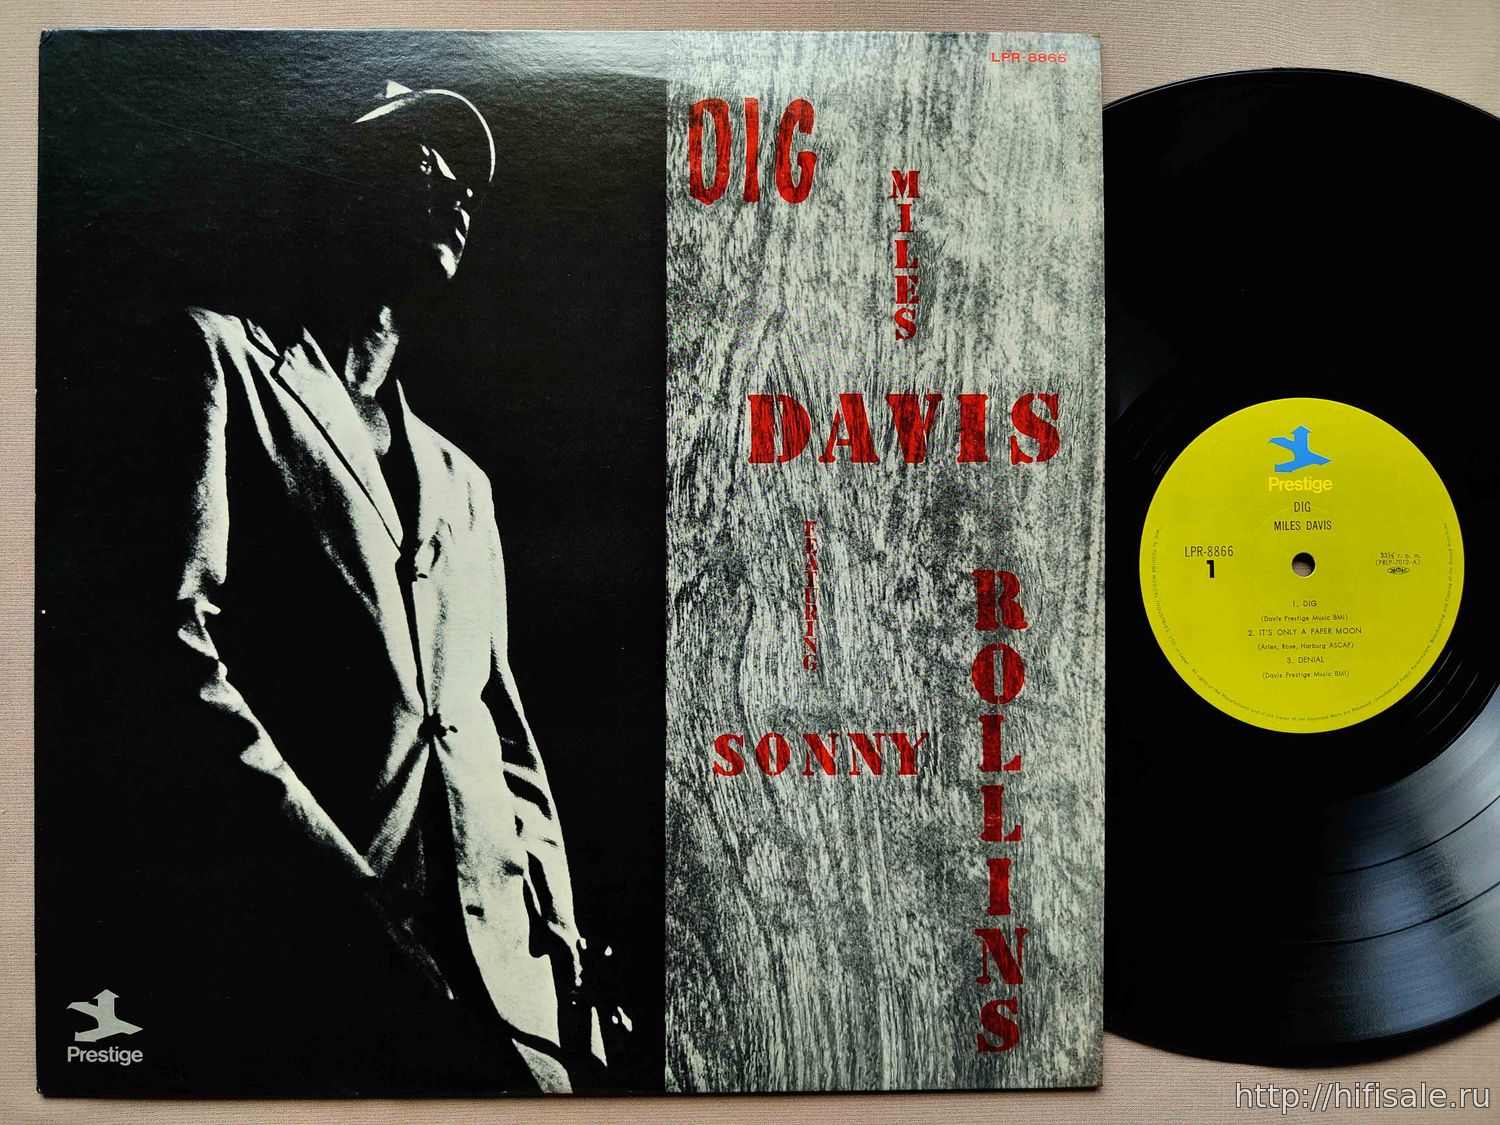 LPR-8866
DIG
MILES
DAVIS
FEATURING
SONNY
ROLLINS
Prestige
Prestige
DIG
MILES DAVIS
LPR-8866
1
33⅓ r. p. m.
(PRLP-7012-A)
1. DIG
(Davis Prestige Music BMI)
2. IT'S ONLY A PAPER MOON
(Arlen, Rose, Harburg ASCAP)
3. DENIAL
(Davis Prestige Music BMI)
http://hifisale.ru